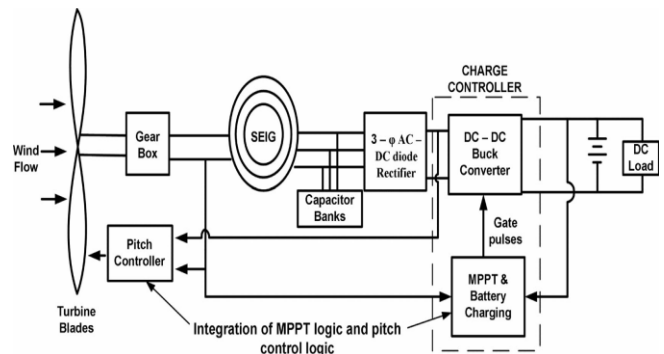 CHARGE
CONTROLLER
Wind
Flow
Gear
Box
SEIG
Capacitor
Banks
3 – φ AC –
DC diode
Rectifier
DC – DC
Buck
Converter
DC
Load
Gate
pulses
Pitch
Controller
MPPT &
Battery
Charging
Turbine
Blades
Integration of MPPT logic and pitch
control logic